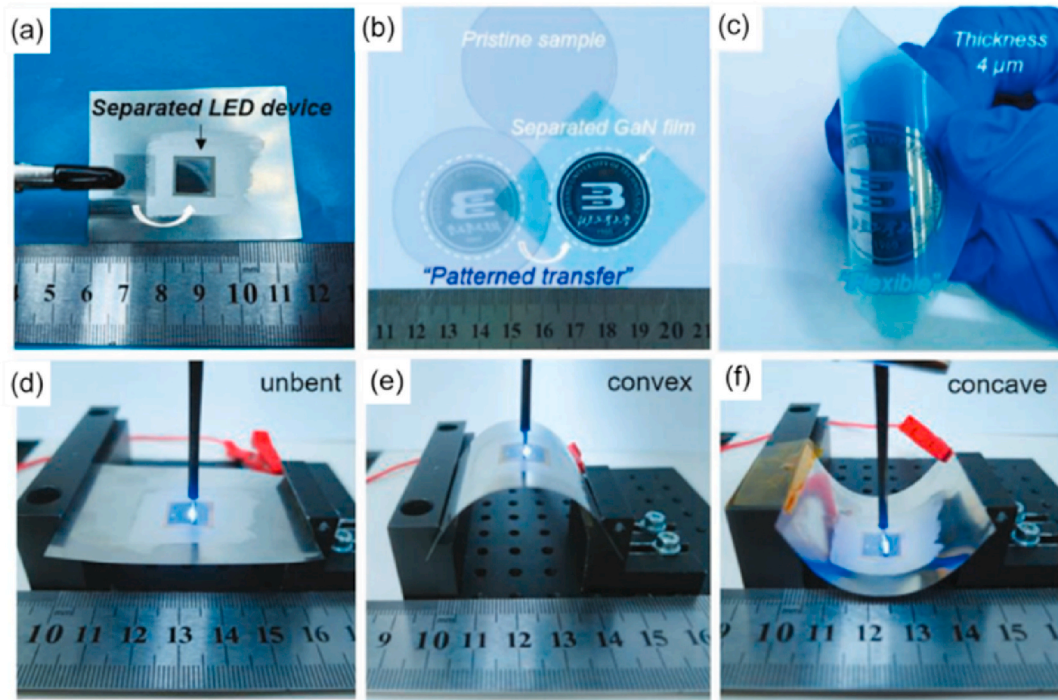 (a)
Separated LED device
5 6 7 8 9 10 11 12
(b)
Pristine sample
Separated GaN film
"Patterned transfer"
11 12 13 14 15 16 17 18 19 20 21
(c)
Thickness
4 μm
"Flexible"
(d)
unbent
10 11 12 13 14 15 16
(e)
convex
9 10 11 12 13 14 15 16
(f)
concave
9 10 11 12 13 14 15